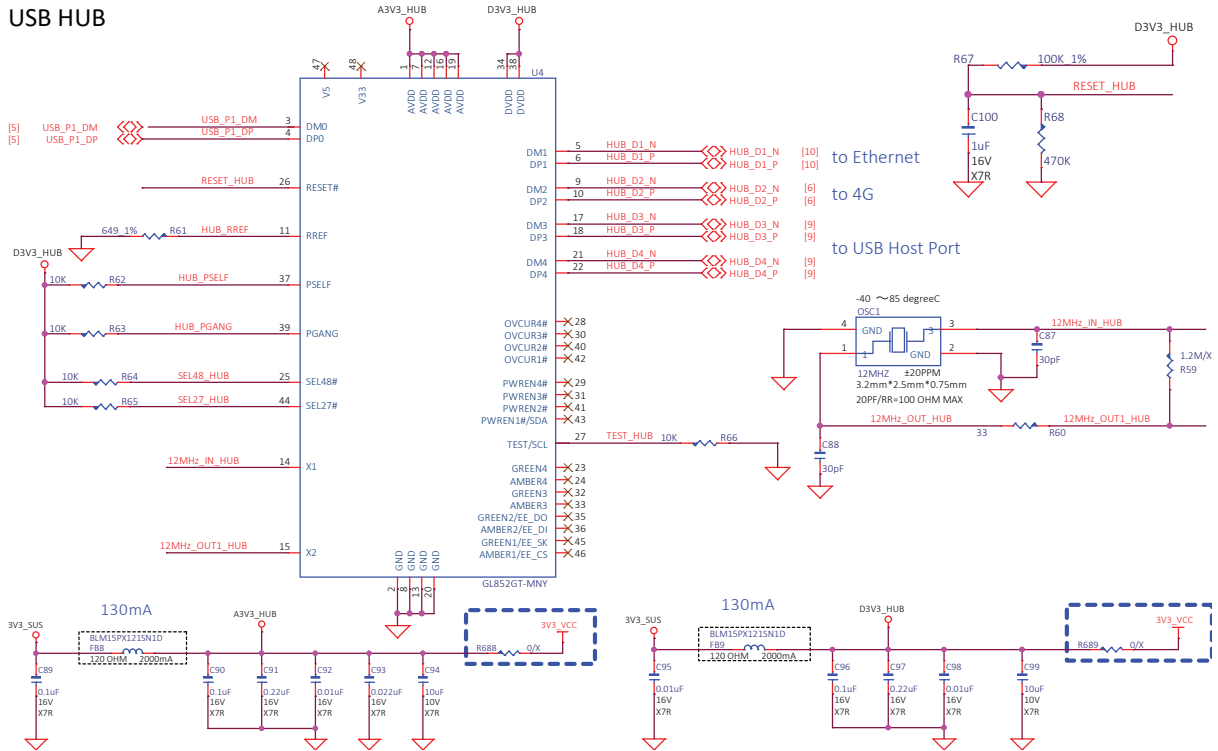 USB HUB
A3V3_HUB
D3V3_HUB
47
48
1
7
12
16
19
34
38
U4
V5
V33
AVDD
AVDD
AVDD
AVDD
AVDD
DVDD
DVDD
[5] USB_P1_DM USB_P1_DM 3 DM0
[5] USB_P1_DP USB_P1_DP 4 DP0
RESET_HUB 26 RESET#
649_1% R61 HUB_RREF 11 RREF
D3V3_HUB
10K R62 HUB_PSELF 37 PSELF
10K R63 HUB_PGANG 39 PGANG
10K R64 SEL48_HUB 25 SEL48#
10K R65 SEL27_HUB 44 SEL27#
12MHz_IN_HUB 14 X1
12MHz_OUT1_HUB 15 X2
DM1 5 HUB_D1_N HUB_D1_N [10]
DP1 6 HUB_D1_P HUB_D1_P [10]
to Ethernet
DM2 9 HUB_D2_N HUB_D2_N [6]
DP2 10 HUB_D2_P HUB_D2_P [6]
to 4G
DM3 17 HUB_D3_N HUB_D3_N [9]
DP3 18 HUB_D3_P HUB_D3_P [9]
to USB Host Port
DM4 21 HUB_D4_N HUB_D4_N [9]
DP4 22 HUB_D4_P HUB_D4_P [9]
OVCUR4# 28
OVCUR3# 30
OVCUR2# 40
OVCUR1# 42
PWREN4# 29
PWREN3# 31
PWREN2# 41
PWREN1#/SDA 43
TEST/SCL 27 TEST_HUB 10K R66
GREEN4 23
AMBER4 24
GREEN3 32
AMBER3 33
GREEN2/EE_DO 35
AMBER2/EE_DI 36
GREEN1/EE_SK 45
AMBER1/EE_CS 46
GND
GND
GND
GND
2
8
13
20
GL852GT-MNY
D3V3_HUB
R67 100K_1%
RESET_HUB
C100
1uF
16V
X7R
R68
470K
-40 ～85 degreeC
OSC1
4 GND 3 3 12MHz_IN_HUB
1 1 GND 2
C87
30pF
1.2M/X
R59
12MHZ ±20PPM
3.2mm*2.5mm*0.75mm
20PF/RR=100 OHM MAX
12MHz_OUT_HUB 33 R60 12MHz_OUT1_HUB
C88
30pF
130mA
3V3_SUS
A3V3_HUB
BLM15PX121SN1D
FB8
120 OHM 2000mA
R688 0/X
3V3_VCC
C89
0.1uF
16V
X7R
C90
0.1uF
16V
X7R
C91
0.22uF
16V
X7R
C92
0.01uF
16V
X7R
C93
0.022uF
16V
X7R
C94
10uF
10V
X7R
130mA
3V3_SUS
D3V3_HUB
BLM15PX121SN1D
FB9
120 OHM 2000mA
R689 0/X
3V3_VCC
C95
0.01uF
16V
X7R
C96
0.1uF
16V
X7R
C97
0.22uF
16V
X7R
C98
0.01uF
16V
X7R
C99
10uF
10V
X7R